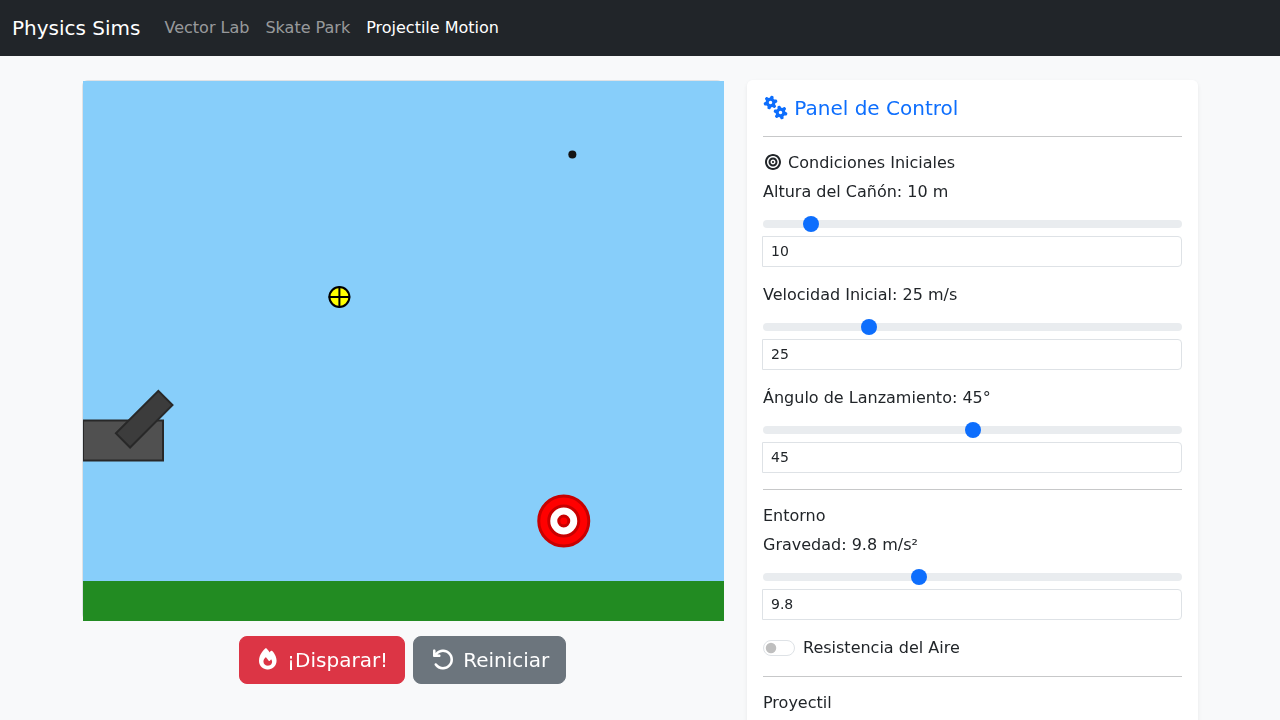 Physics Sims Vector Lab Skate Park Projectile Motion
Panel de Control
Condiciones Iniciales
Altura del Cañón: 10 m
10
Velocidad Inicial: 25 m/s
25
Ángulo de Lanzamiento: 45°
45
Entorno
Gravedad: 9.8 m/s²
9.8
Resistencia del Aire
Proyectil
¡Disparar! Reiniciar